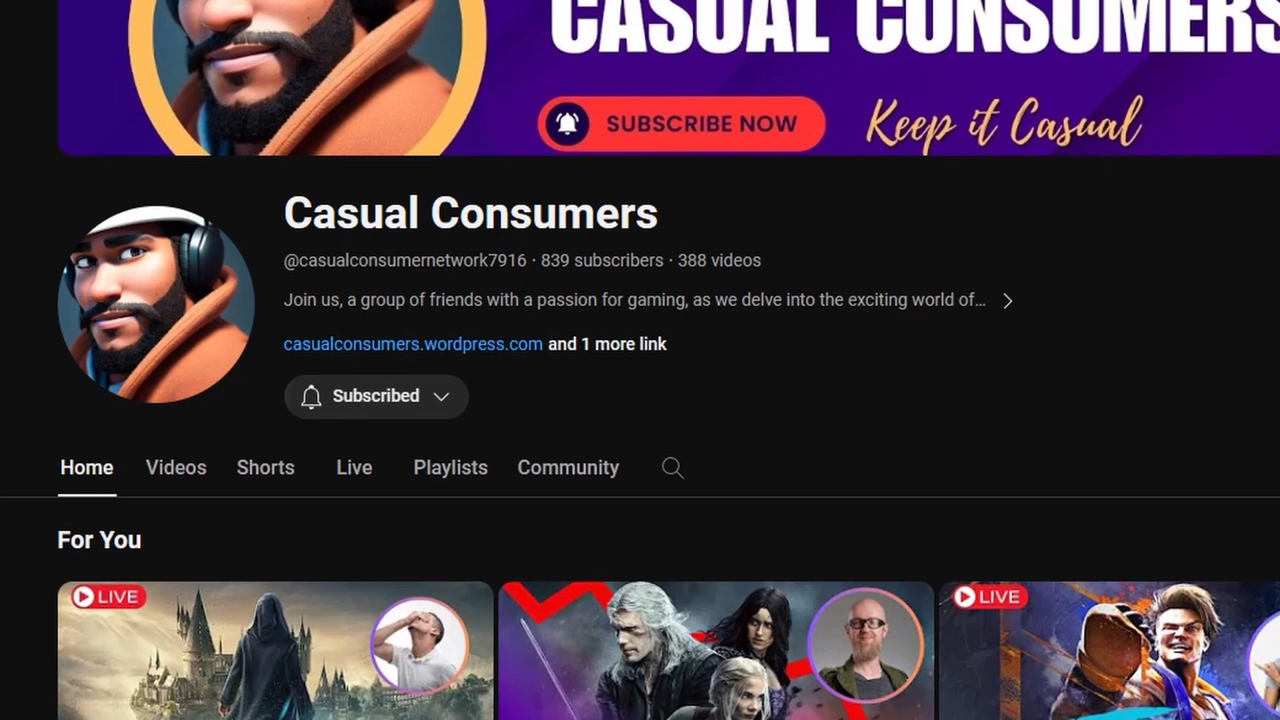 CASUAL CONSUMERS
SUBSCRIBE NOW
Keep it Casual
Casual Consumers
@casualconsumernetwork7916 · 839 subscribers · 388 videos
Join us, a group of friends with a passion for gaming, as we delve into the exciting world of...
casualconsumers.wordpress.com and 1 more link
Subscribed
Home Videos Shorts Live Playlists Community
For You
LIVE
LIVE